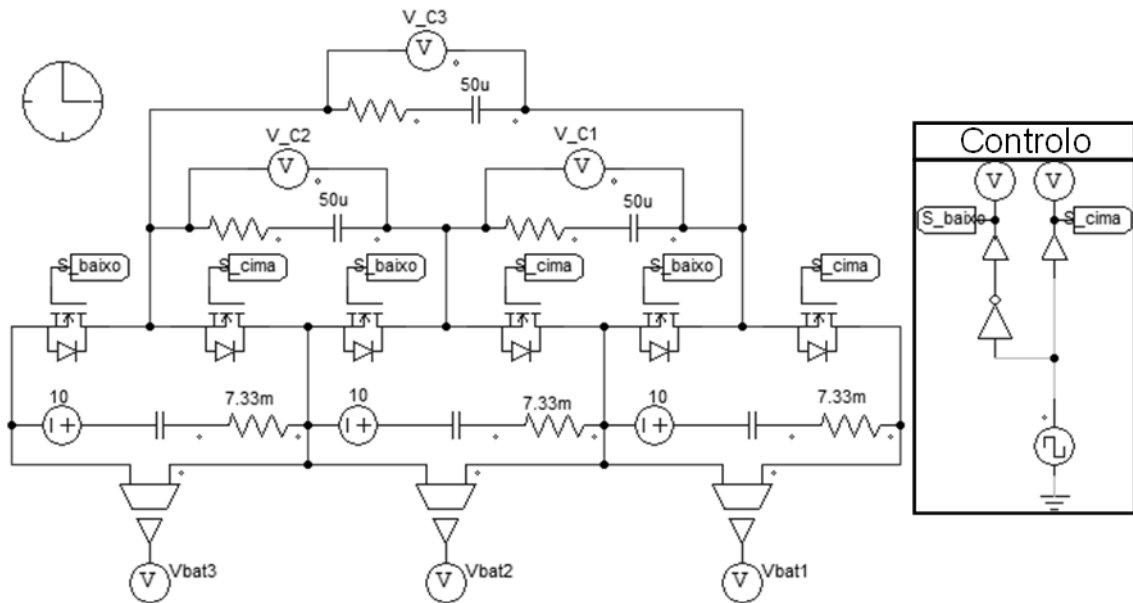 V_C3
V
50u
V_C2
V
50u
V_C1
V
50u
S_baixo
S_cima
S_baixo
S_cima
S_baixo
S_cima
10
7.33m
10
7.33m
10
7.33m
V
Vbat3
V
Vbat2
V
Vbat1
Controlo
V
V
S_baixo
S_cima